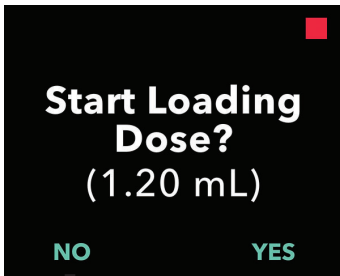 Start Loading
Dose?
(1.20 mL)
NO YES